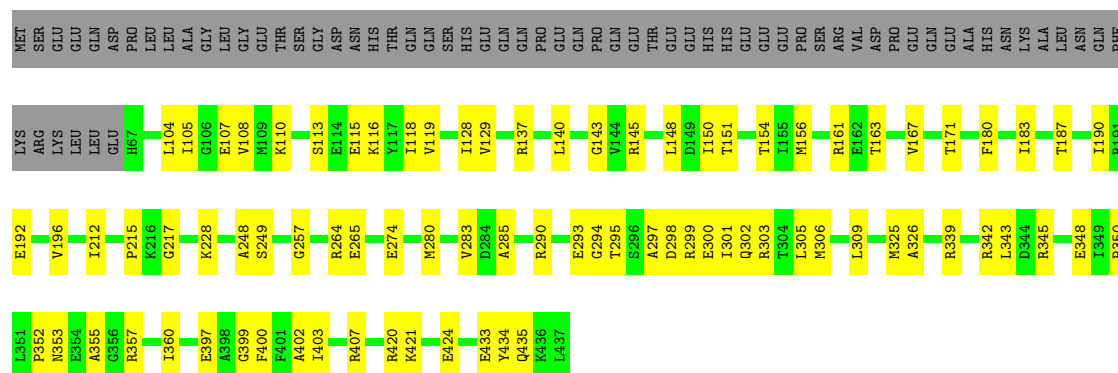 MET SER GLU GLU GLN ASP PRO LEU LEU ALA GLY LEU GLY GLU THR SER GLY ASP ASN HIS THR GLN GLN SER HIS GLU GLN GLN PRO GLU GLN PRO GLN GLU THR GLU GLU HIS HIS GLU GLU GLU PRO SER ARG VAL ASP PRO GLU GLN GLU ALA HIS ASN LYS ALA LEU ASN GLN PHE
LYS ARG LYS LEU LEU GLU H67 L104 I105 G106 E107 V108 M109 K110 S113 E114 E115 K116 Y117 I118 V119 I128 V129 R137 L140 G143 V144 R145 L148 D149 I150 T151 T154 I155 M156 R161 E162 T163 V167 T171 F180 I183 T187 I190
E192 V196 I212 P215 K216 G217 K228 A248 S249 G257 R264 E265 E274 M280 V283 D284 A285 R290 E293 G294 T295 S296 A297 D298 R299 E300 I301 Q302 R303 T304 L305 M306 L309 M325 A326 R339 R342 L343 D344 R345 E348 I349
L351 P352 N353 E354 A355 G356 R357 I360 E397 A398 G399 F400 F401 A402 I403 R407 R420 K421 E424 E433 Y434 Q435 K436 L437